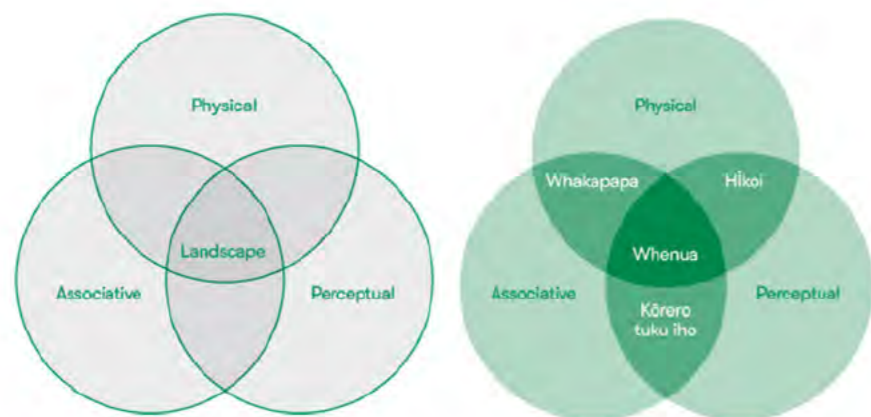 Physical
Landscape
Associative
Perceptual
Physical
Whakapapa
Hīkoi
Whenua
Associative
Perceptual
Kōrero
tuku iho